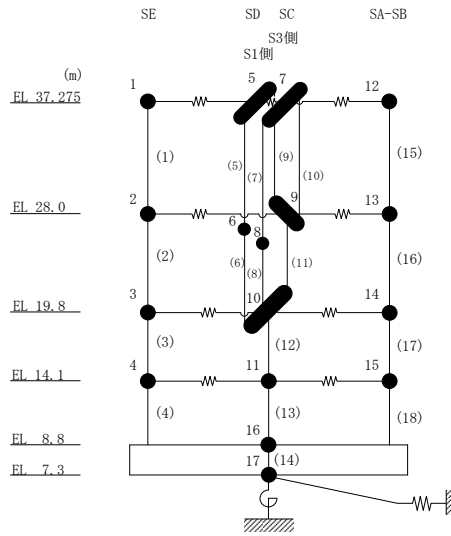 SE SD SC SA-SB
S3側
S1側
(m)
EL 37.275
1 5 7 12
(1) (5) (7) (9) (10) (15)
EL 28.0
2 9 13
6 8
(2) (6) (8) (11) (16)
EL 19.8
3 10 14
(3) (12) (17)
EL 14.1
4 11 15
(4) (13) (18)
EL 8.8
16
EL 7.3
17 (14)